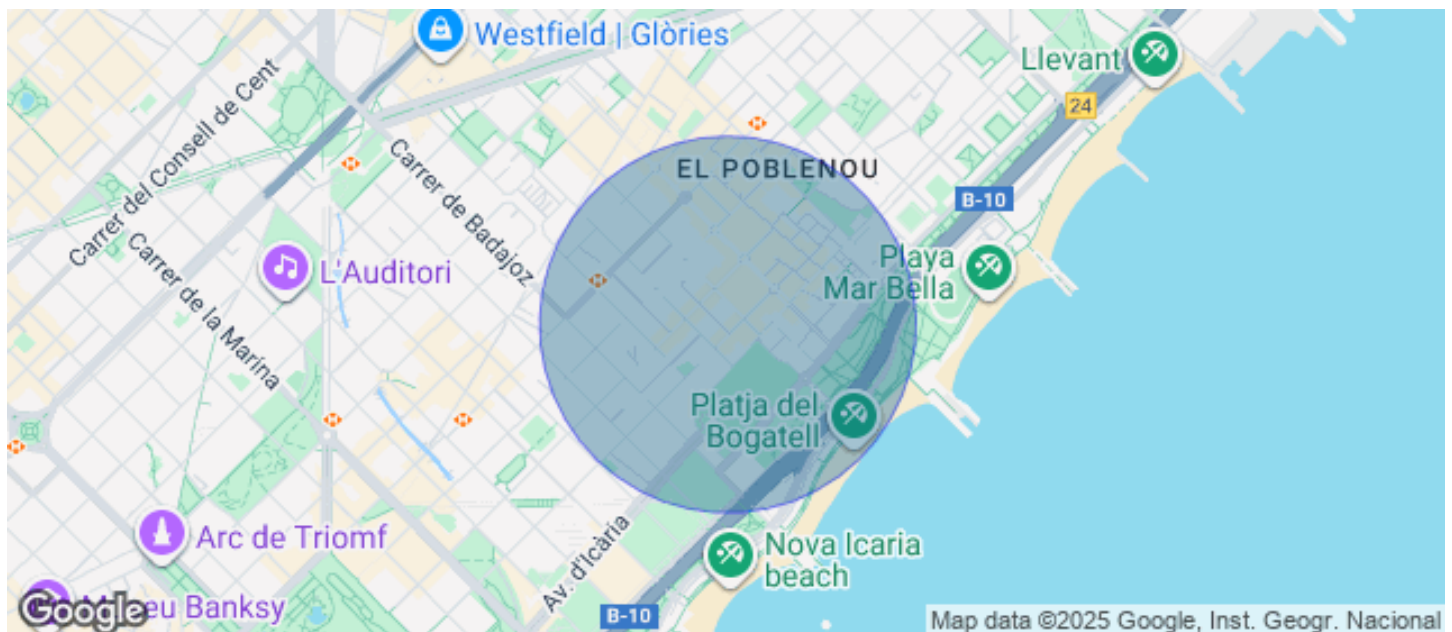 Westfield | Glòries
Llevant
24
Carrer del Consell de Cent
Carrer de Badajoz
EL POBLENOU
B-10
Carrer de la Marina
L'Auditori
Playa
Mar Bella
Platja del
Bogatell
Arc de Triomf
Av. d'Icària
Nova Icaria
beach
eu Banksy
B-10
Google
Map data ©2025 Google, Inst. Geogr. Nacional